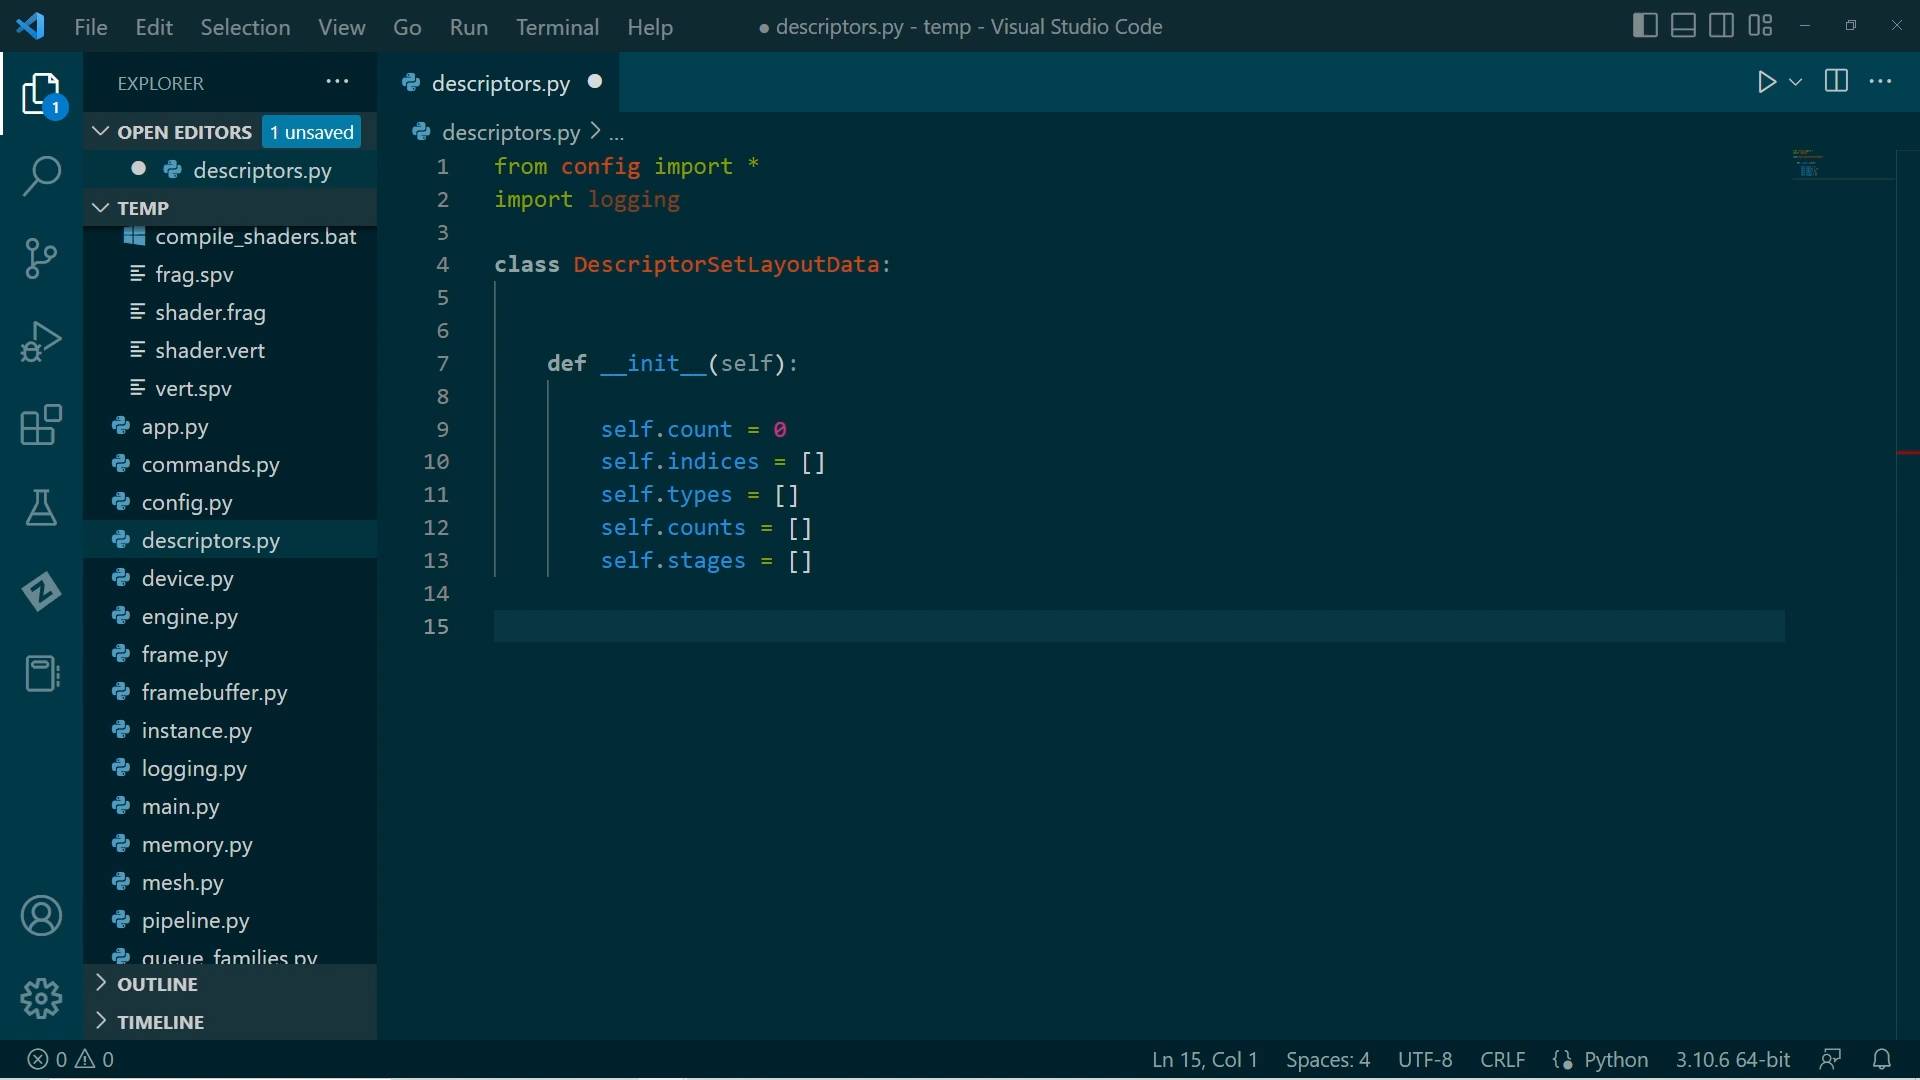 File Edit Selection View Go Run Terminal Help
● descriptors.py - temp - Visual Studio Code
1
EXPLORER
OPEN EDITORS 1 unsaved
descriptors.py
TEMP
compile_shaders.bat
frag.spv
shader.frag
shader.vert
vert.spv
app.py
commands.py
config.py
descriptors.py
device.py
engine.py
frame.py
framebuffer.py
instance.py
logging.py
main.py
memory.py
mesh.py
pipeline.py
queue_families.py
OUTLINE
TIMELINE
descriptors.py
descriptors.py > ...
1 from config import *
2 import logging
3
4 class DescriptorSetLayoutData:
5
6
7     def __init__(self):
8
9         self.count = 0
10         self.indices = []
11         self.types = []
12         self.counts = []
13         self.stages = []
14
15
0 0
Ln 15, Col 1 Spaces: 4 UTF-8 CRLF Python 3.10.6 64-bit